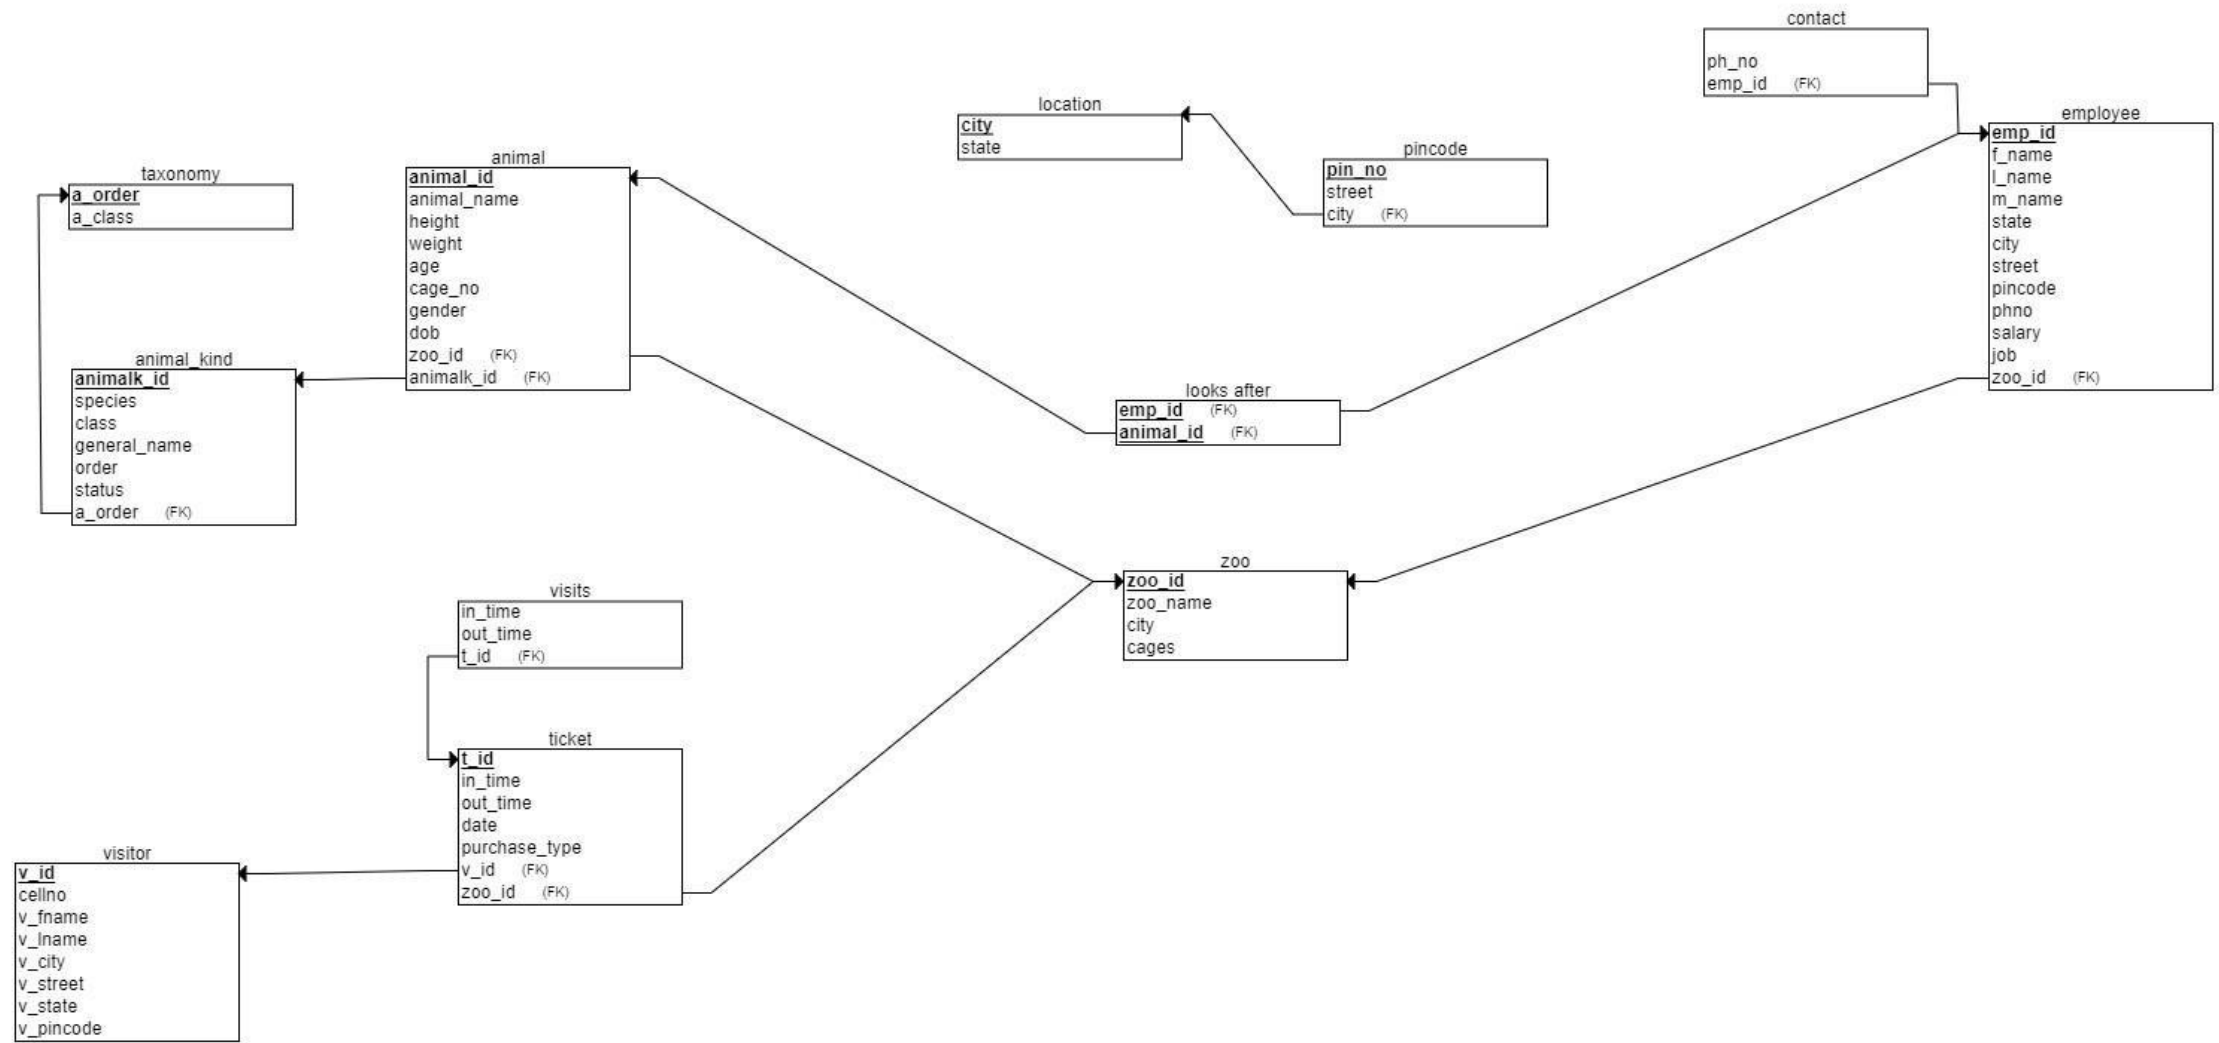 contact
ph_no
emp_id (FK)
location
city
state
employee
emp_id
f_name
l_name
m_name
state
city
street
pincode
phno
salary
job
zoo_id (FK)
pincode
pin_no
street
city (FK)
animal
animal_id
animal_name
height
weight
age
cage_no
gender
dob
zoo_id (FK)
animalk_id (FK)
taxonomy
a_order
a_class
animal_kind
animalk_id
species
class
general_name
order
status
a_order (FK)
looks after
emp_id (FK)
animal_id (FK)
zoo
zoo_id
zoo_name
city
cages
visits
in_time
out_time
t_id (FK)
ticket
t_id
in_time
out_time
date
purchase_type
v_id (FK)
zoo_id (FK)
visitor
v_id
cellno
v_fname
v_lname
v_city
v_street
v_state
v_pincode